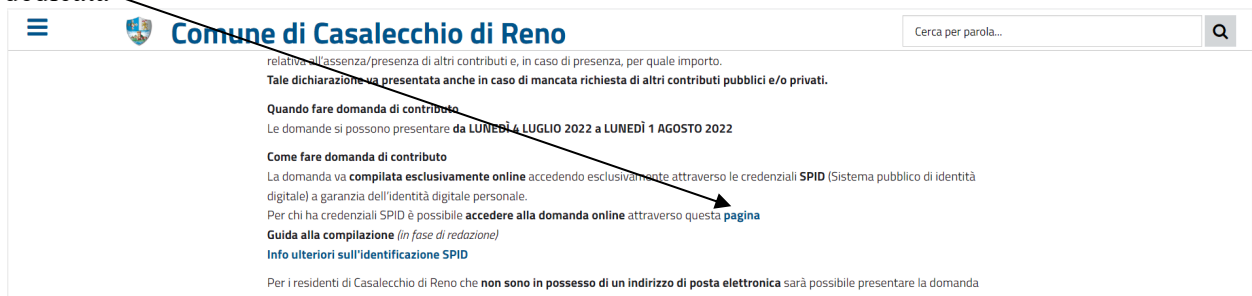 Comune di Casalecchio di Reno
Cerca per parola...
relativa all'assenza/presenza di altri contributi e, in caso di presenza, per quale importo.
Tale dichiarazione va presentata anche in caso di mancata richiesta di altri contributi pubblici e/o privati.
Quando fare domanda di contributo
Le domande si possono presentare da LUNEDÌ 4 LUGLIO 2022 a LUNEDÌ 1 AGOSTO 2022
Come fare domanda di contributo
La domanda va compilata esclusivamente online accedendo esclusivamente attraverso le credenziali SPID (Sistema pubblico di identità
digitale) a garanzia dell'identità digitale personale.
Per chi ha credenziali SPID è possibile accedere alla domanda online attraverso questa pagina
Guida alla compilazione (in fase di redazione)
Info ulteriori sull'identificazione SPID
Per i residenti di Casalecchio di Reno che non sono in possesso di un indirizzo di posta elettronica sarà possibile presentare la domanda